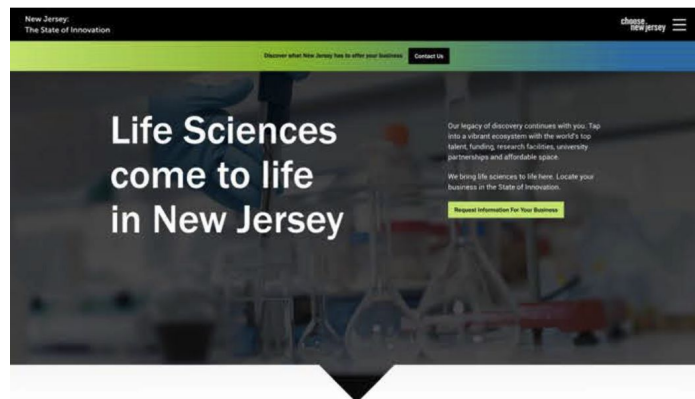 New Jersey:
The State of Innovation
choose
new jersey
Discover what New Jersey has to offer your business
Contact Us
Life Sciences
come to life
in New Jersey
Our legacy of discovery continues with you. Tap
into a vibrant ecosystem with the world's top
talent, funding, research facilities, university
partnerships and affordable space.
We bring life sciences to life here. Locate your
business in the State of Innovation.
Request Information For Your Business